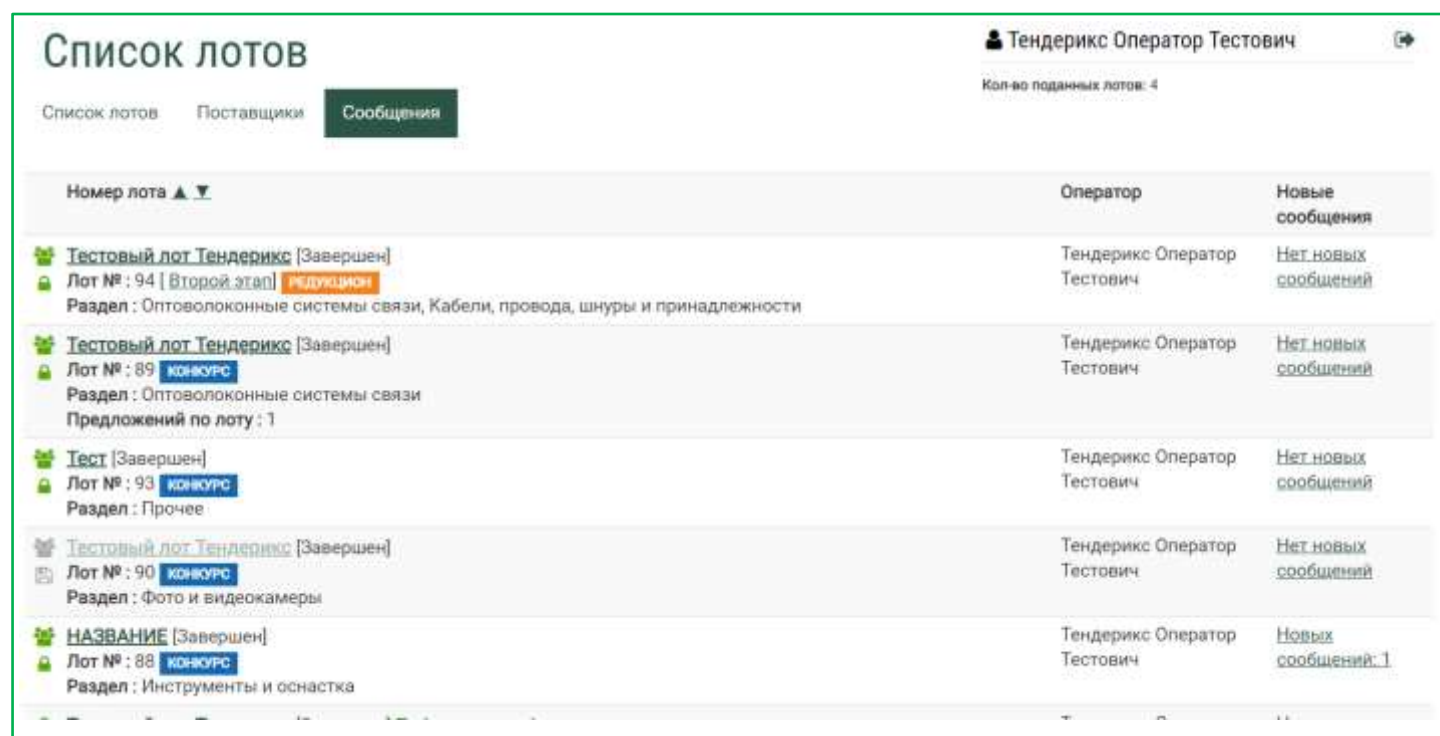 Список лотов
Тендерикс Оператор Тестович
Кол-во поданных лотов: 4
Список лотов Поставщики Сообщения
Номер лота ▲ ▼ Оператор Новые
сообщения
Тестовый лот Тендерикс [Завершен] Тендерикс Оператор Нет новых
Лот № : 94 [ Второй этап] РЕДУКЦИОН Тестович сообщений
Раздел : Оптоволоконные системы связи, Кабели, провода, шнуры и принадлежности
Тестовый лот Тендерикс [Завершен] Тендерикс Оператор Нет новых
Лот № : 89 КОНКУРС Тестович сообщений
Раздел : Оптоволоконные системы связи
Предложений по лоту : 1
Тест [Завершен] Тендерикс Оператор Нет новых
Лот № : 93 КОНКУРС Тестович сообщений
Раздел : Прочее
Тестовый лот Тендерикс [Завершен] Тендерикс Оператор Нет новых
Лот № : 90 КОНКУРС Тестович сообщений
Раздел : Фото и видеокамеры
НАЗВАНИЕ [Завершен] Тендерикс Оператор Новых
Лот № : 88 КОНКУРС Тестович сообщений: 1
Раздел : Инструменты и оснастка